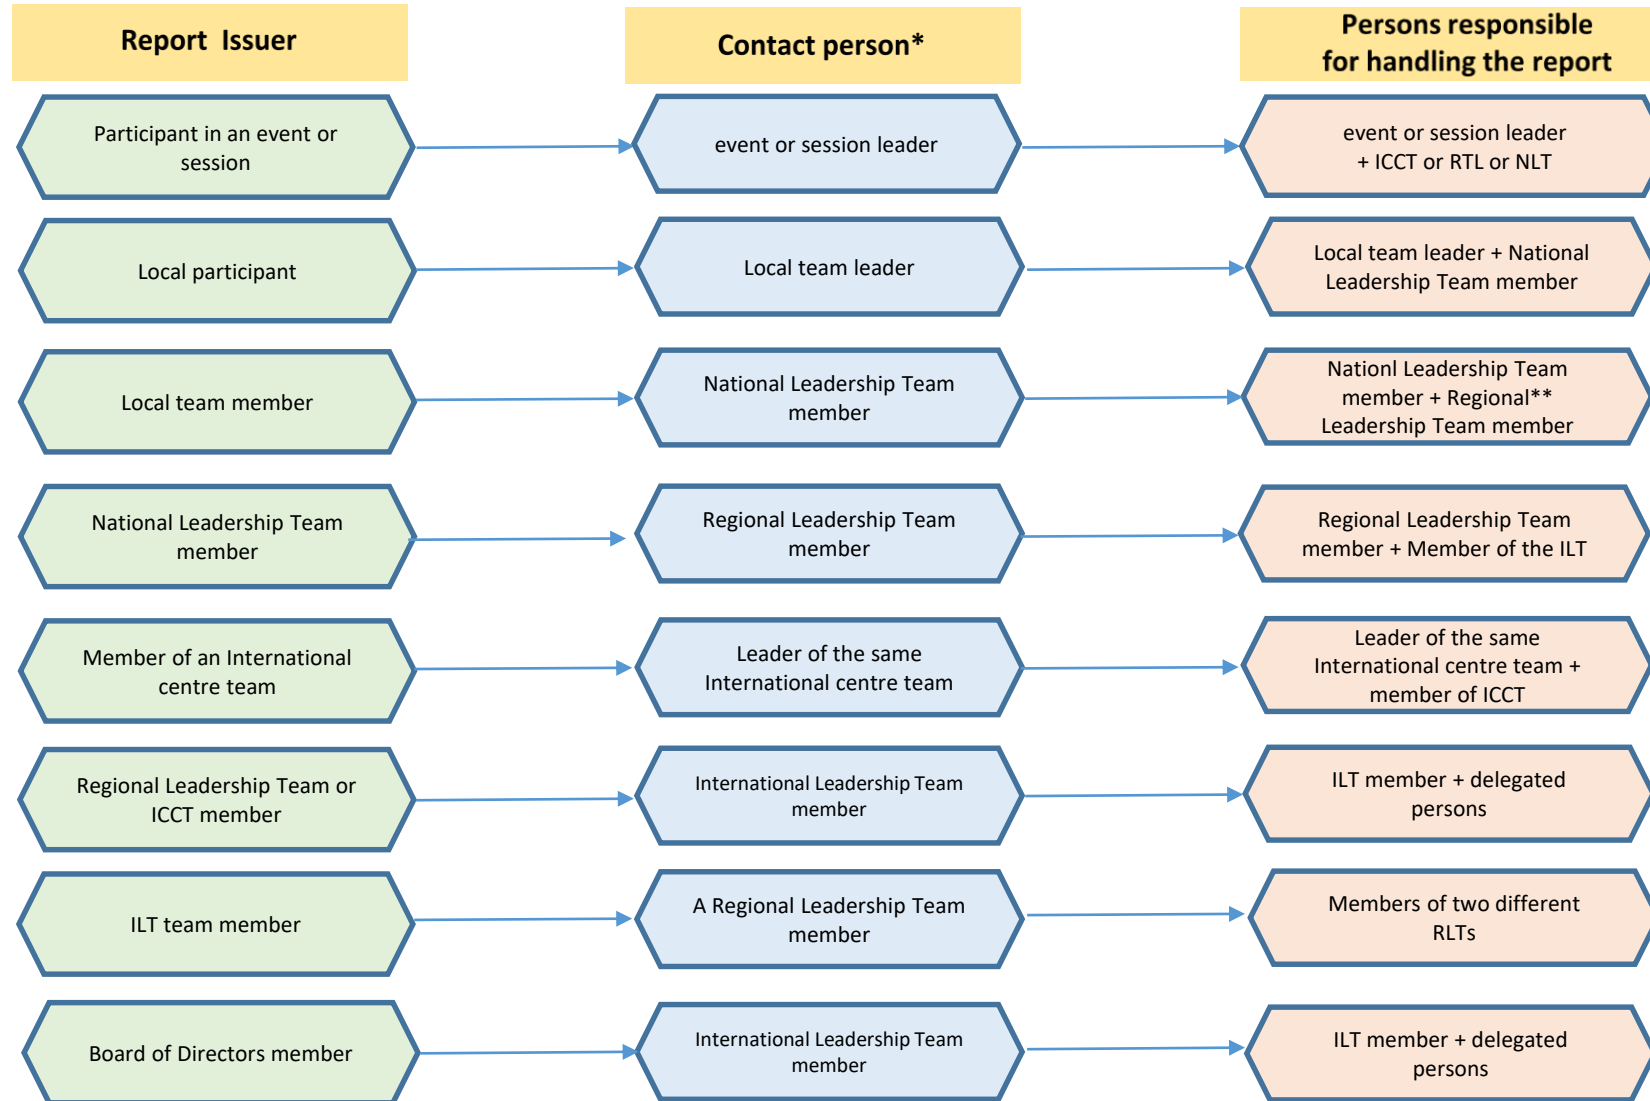 Report Issuer
Contact person*
Persons responsible
for handling the report
Participant in an event or
session
event or session leader
event or session leader
+ ICCT or RTL or NLT
Local participant
Local team leader
Local team leader + National
Leadership Team member
Local team member
National Leadership Team
member
Nationl Leadership Team
member + Regional**
Leadership Team member
National Leadership Team
member
Regional Leadership Team
member
Regional Leadership Team
member + Member of the ILT
Member of an International
centre team
Leader of the same
International centre team
Leader of the same
International centre team +
member of ICCT
Regional Leadership Team or
ICCT member
International Leadership Team
member
ILT member + delegated
persons
ILT team member
A Regional Leadership Team
member
Members of two different
RLTs
Board of Directors member
International Leadership Team
member
ILT member + delegated
persons